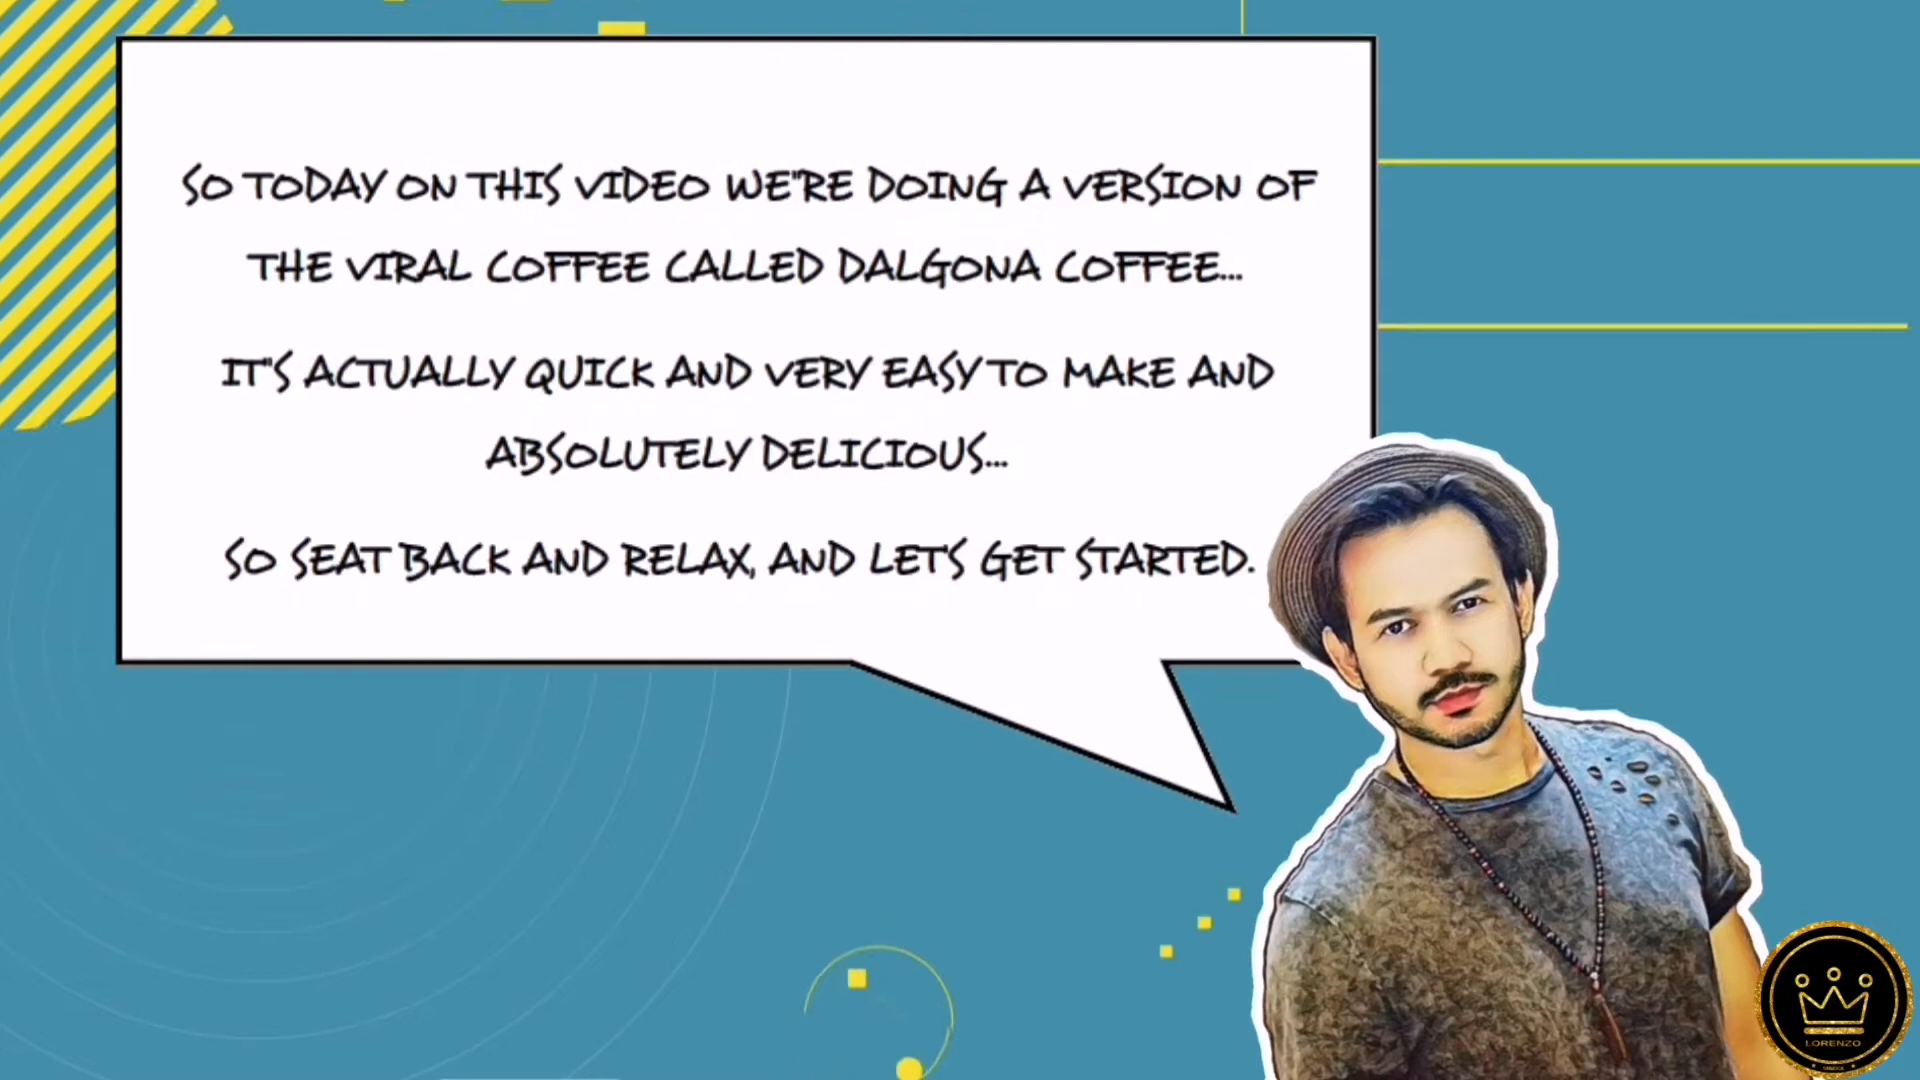 SO TODAY ON THIS VIDEO WE"RE DOING A VERSION OF
THE VIRAL COFFEE CALLED DALGONA COFFEE...
IT"S ACTUALLY QUICK AND VERY EASY TO MAKE AND
ABSOLUTELY DELICIOUS...
SO SEAT BACK AND RELAX, AND LET'S GET STARTED.
LORENZO